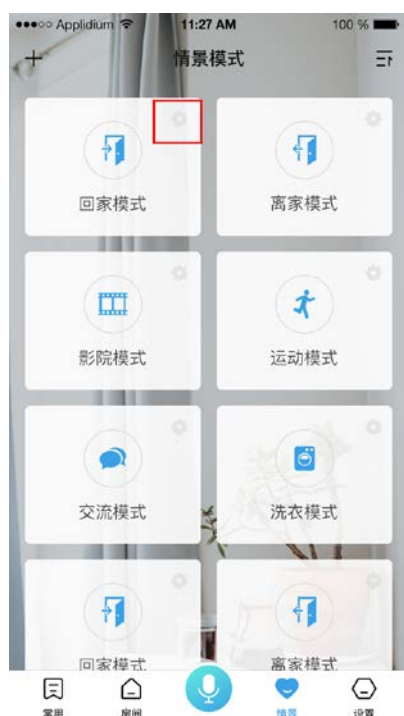 Applidium 11:27 AM 100 %
情景模式
回家模式 离家模式
影院模式 运动模式
交流模式 洗衣模式
回家模式 离家模式
常用 房间 情景 设置